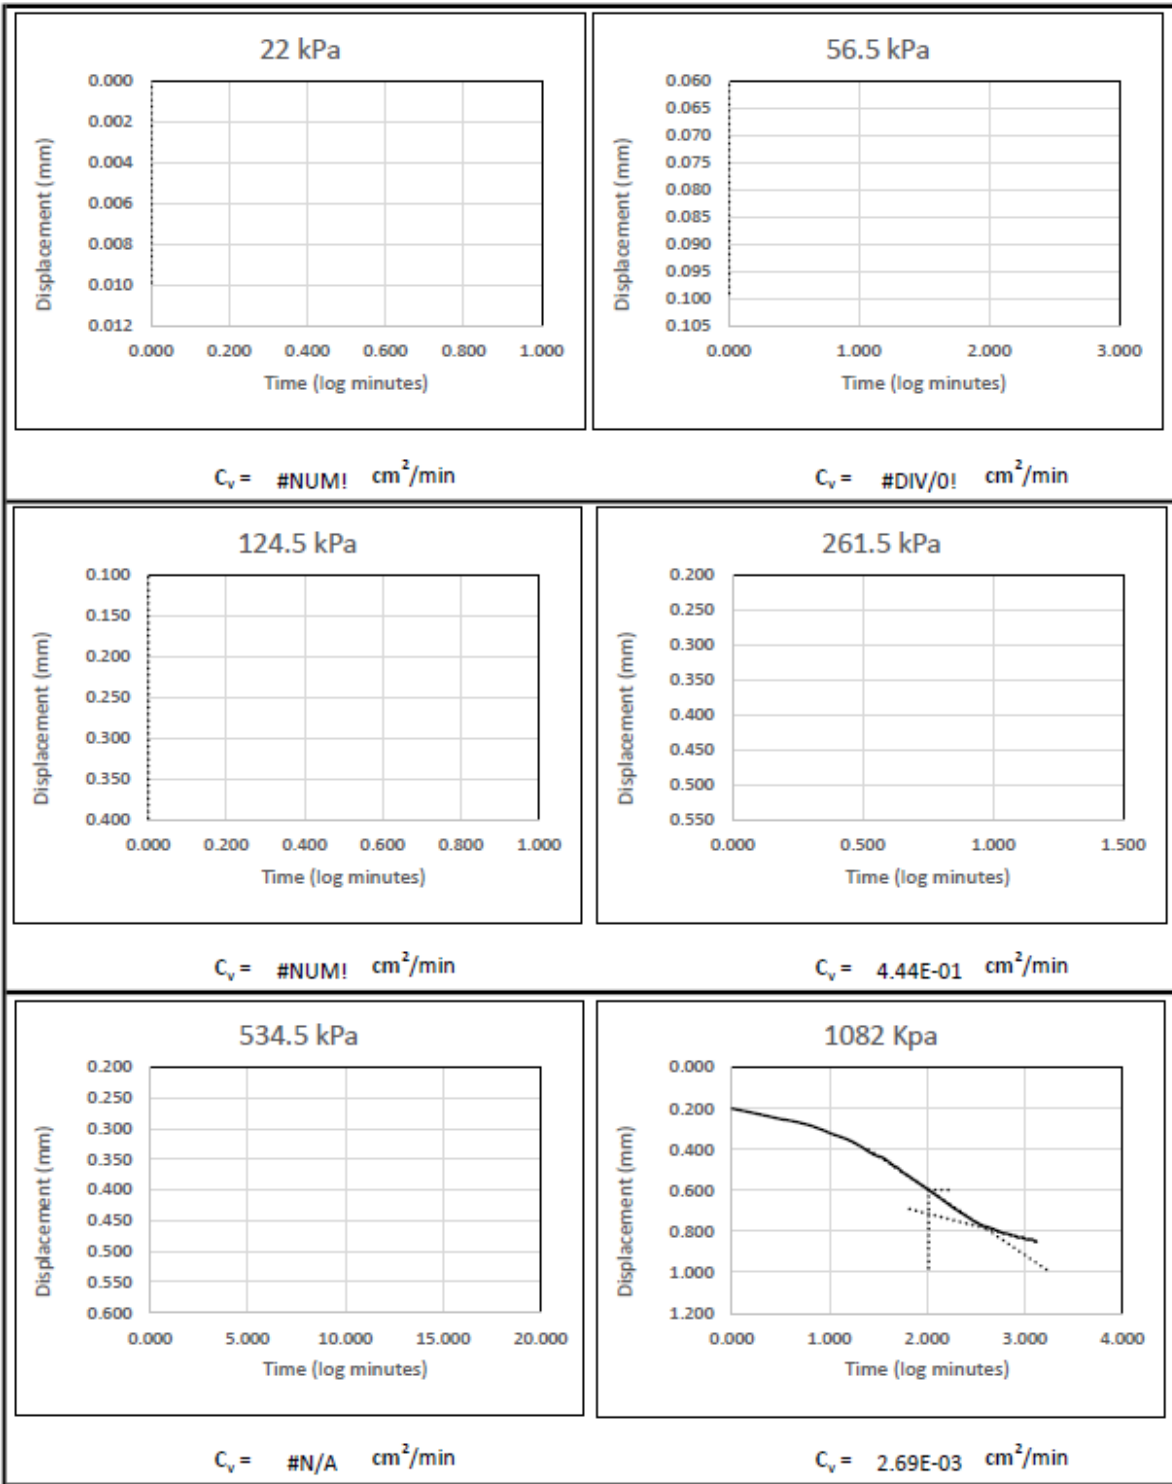 22 kPa
Displacement (mm)
0.000
0.002
0.004
0.006
0.008
0.010
0.012
0.000 0.200 0.400 0.600 0.800 1.000
Time (log minutes)
Cv = #NUM! cm²/min
56.5 kPa
Displacement (mm)
0.060
0.065
0.070
0.075
0.080
0.085
0.090
0.095
0.100
0.105
0.000 1.000 2.000 3.000
Time (log minutes)
Cv = #DIV/0! cm²/min
124.5 kPa
Displacement (mm)
0.100
0.150
0.200
0.250
0.300
0.350
0.400
0.000 0.200 0.400 0.600 0.800 1.000
Time (log minutes)
Cv = #NUM! cm²/min
261.5 kPa
Displacement (mm)
0.200
0.250
0.300
0.350
0.400
0.450
0.500
0.550
0.000 0.500 1.000 1.500
Time (log minutes)
Cv = 4.44E-01 cm²/min
534.5 kPa
Displacement (mm)
0.200
0.250
0.300
0.350
0.400
0.450
0.500
0.550
0.600
0.000 5.000 10.000 15.000 20.000
Time (log minutes)
Cv = #N/A cm²/min
1082 Kpa
Displacement (mm)
0.000
0.200
0.400
0.600
0.800
1.000
1.200
0.000 1.000 2.000 3.000 4.000
Time (log minutes)
Cv = 2.69E-03 cm²/min